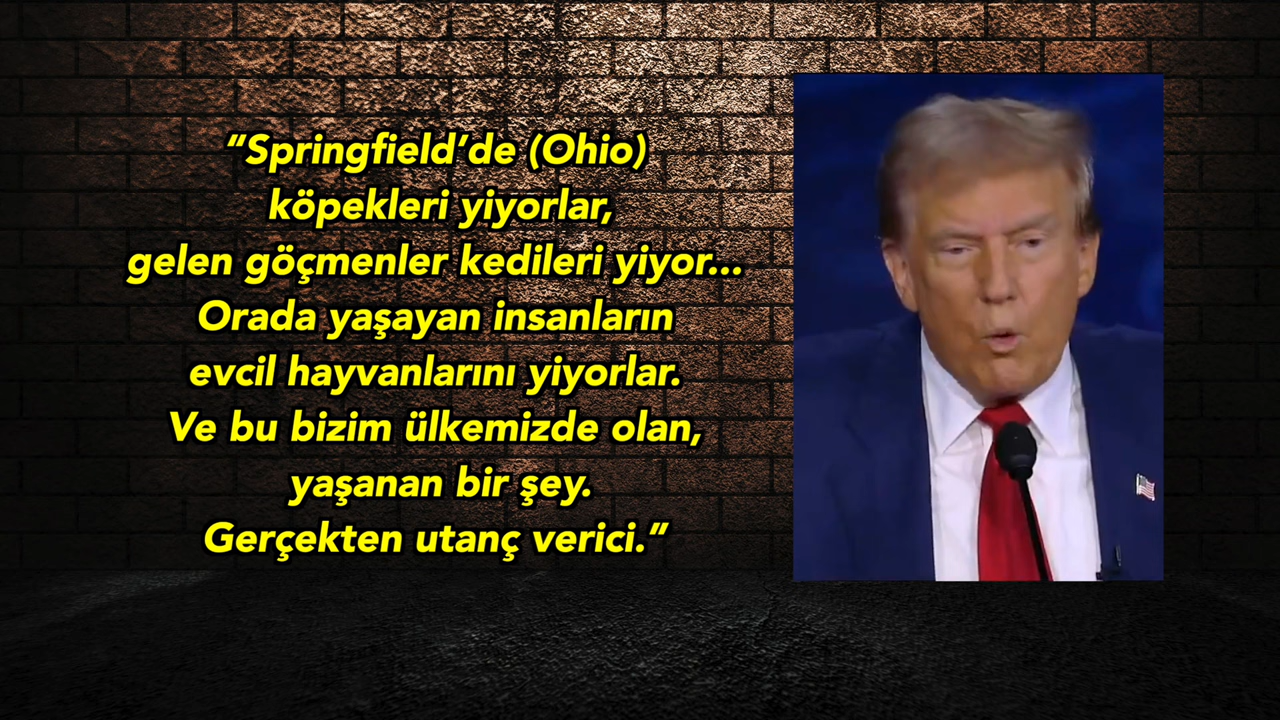 “Springfield’de (Ohio)
köpekleri yiyorlar,
gelen göçmenler kedileri yiyor...
Orada yaşayan insanların
evcil hayvanlarını yiyorlar.
Ve bu bizim ülkemizde olan,
yaşanan bir şey.
Gerçekten utanç verici.”